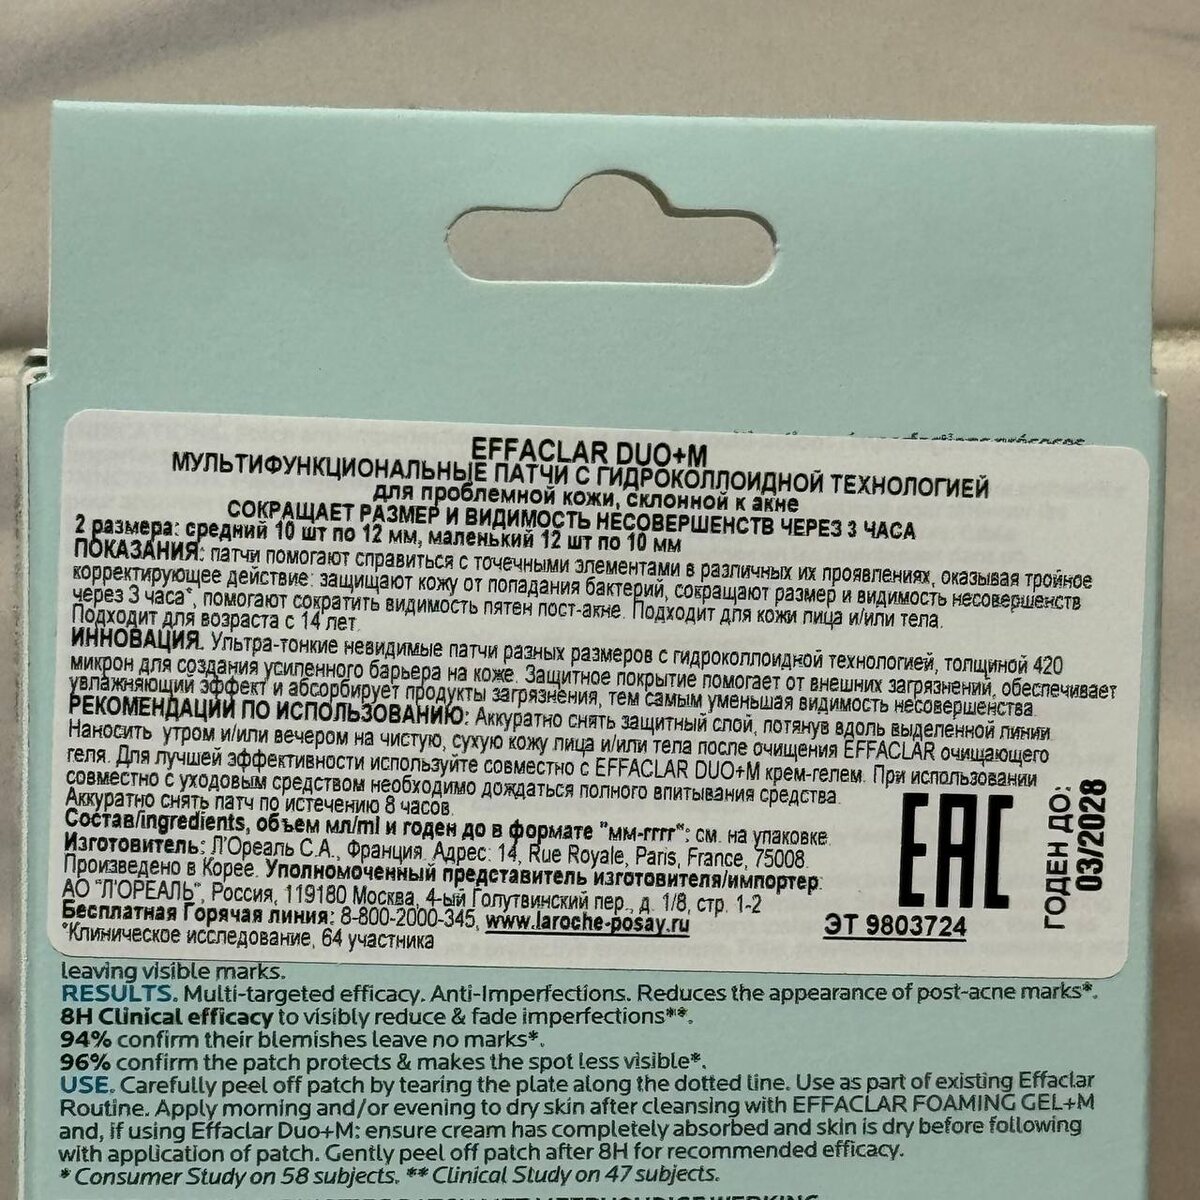 EFFACLAR DUO+M
МУЛЬТИФУНКЦИОНАЛЬНЫЕ ПАТЧИ С ГИДРОКОЛЛОИДНОЙ ТЕХНОЛОГИЕЙ
для проблемной кожи, склонной к акне
СОКРАЩАЕТ РАЗМЕР И ВИДИМОСТЬ НЕСОВЕРШЕНСТВ ЧЕРЕЗ 3 ЧАСА
2 размера: средний 10 шт по 12 мм, маленький 12 шт по 10 мм
ПОКАЗАНИЯ: патчи помогают справиться с точечными элементами в различных их проявлениях, оказывая тройное
корректирующее действие: защищают кожу от попадания бактерий, сокращают размер и видимость несовершенств
через 3 часа*, помогают сократить видимость пятен пост-акне. Подходит для кожи лица и/или тела.
Подходит для возраста с 14 лет.
ИННОВАЦИЯ. Ультра-тонкие невидимые патчи разных размеров с гидроколлоидной технологией, толщиной 420
микрон для создания усиленного барьера на коже. Защитное покрытие помогает от внешних загрязнений, обеспечивает
увлажняющий эффект и абсорбирует продукты загрязнения, тем самым уменьшая видимость несовершенства.
РЕКОМЕНДАЦИИ ПО ИСПОЛЬЗОВАНИЮ: Аккуратно снять защитный слой, потянув вдоль выделенной линии.
Наносить утром и/или вечером на чистую, сухую кожу лица и/или тела после очищения EFFACLAR очищающего
геля. Для лучшей эффективности используйте совместно с EFFACLAR DUO+M крем-гелем. При использовании
совместно с уходовым средством необходимо дождаться полного впитывания средства.
Аккуратно снять патч по истечению 8 часов.
Состав/ingredients, объем мл/ml и годен до в формате "мм-гггг": см. на упаковке.
Изготовитель: Л'Ореаль С.А., Франция. Адрес: 14, Rue Royale, Paris, France, 75008.
Произведено в Корее. Уполномоченный представитель изготовителя/импортер:
АО "Л'ОРЕАЛЬ", Россия, 119180 Москва, 4-ый Голутвинский пер., д. 1/8, стр. 1-2
Бесплатная Горячая линия: 8-800-2000-345, www.laroche-posay.ru
*Клиническое исследование, 64 участника
EAC
ЭТ 9803724
ГОДЕН ДО:
03/2028
leaving visible marks.
RESULTS. Multi-targeted efficacy. Anti-Imperfections. Reduces the appearance of post-acne marks*.
8H Clinical efficacy to visibly reduce & fade imperfections**.
94% confirm their blemishes leave no marks*.
96% confirm the patch protects & makes the spot less visible*.
USE. Carefully peel off patch by tearing the plate along the dotted line. Use as part of existing Effaclar
Routine. Apply morning and/or evening to dry skin after cleansing with EFFACLAR FOAMING GEL+M
and, if using Effaclar Duo+M: ensure cream has completely absorbed and skin is dry before following
with application of patch. Gently peel off patch after 8H for recommended efficacy.
* Consumer Study on 58 subjects. ** Clinical Study on 47 subjects.